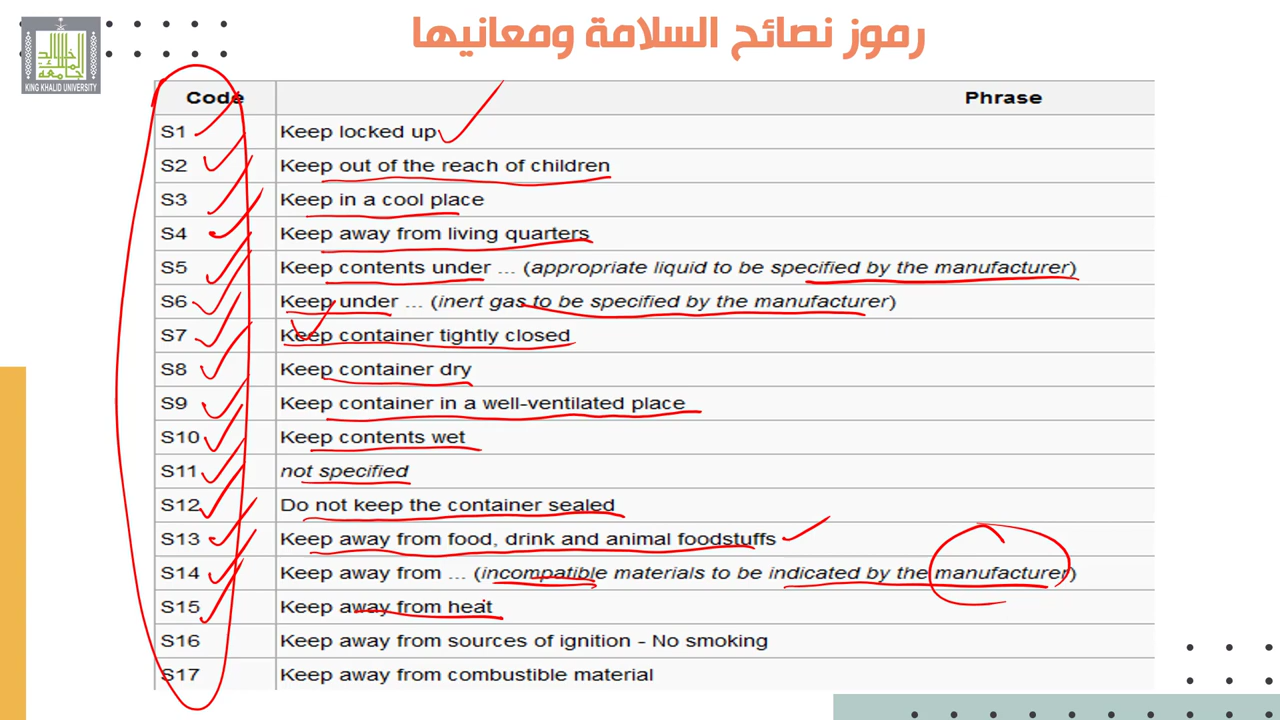 رموز نصائح السلامة ومعانيها
جامعة الملك خالد
KING KHALID UNIVERSITY
Code Phrase
S1 Keep locked up
S2 Keep out of the reach of children
S3 Keep in a cool place
S4 Keep away from living quarters
S5 Keep contents under ... (appropriate liquid to be specified by the manufacturer)
S6 Keep under ... (inert gas to be specified by the manufacturer)
S7 Keep container tightly closed
S8 Keep container dry
S9 Keep container in a well-ventilated place
S10 Keep contents wet
S11 not specified
S12 Do not keep the container sealed
S13 Keep away from food, drink and animal foodstuffs
S14 Keep away from ... (incompatible materials to be indicated by the manufacturer)
S15 Keep away from heat
S16 Keep away from sources of ignition - No smoking
S17 Keep away from combustible material